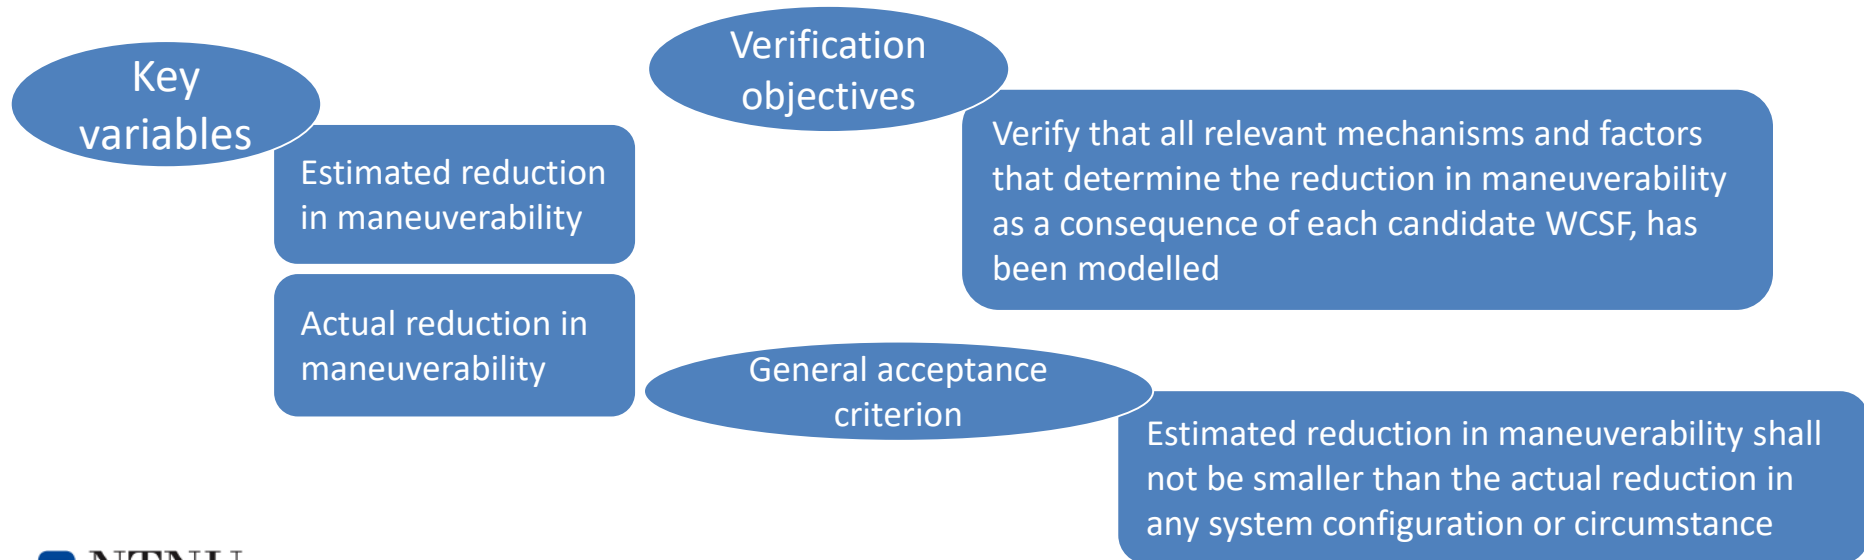 Key
variables
Estimated reduction
in maneuverability
Actual reduction in
maneuverability
Verification
objectives
Verify that all relevant mechanisms and factors
that determine the reduction in maneuverability
as a consequence of each candidate WCSF, has
been modelled
General acceptance
criterion
Estimated reduction in maneuverability shall
not be smaller than the actual reduction in
any system configuration or circumstance
NTNU